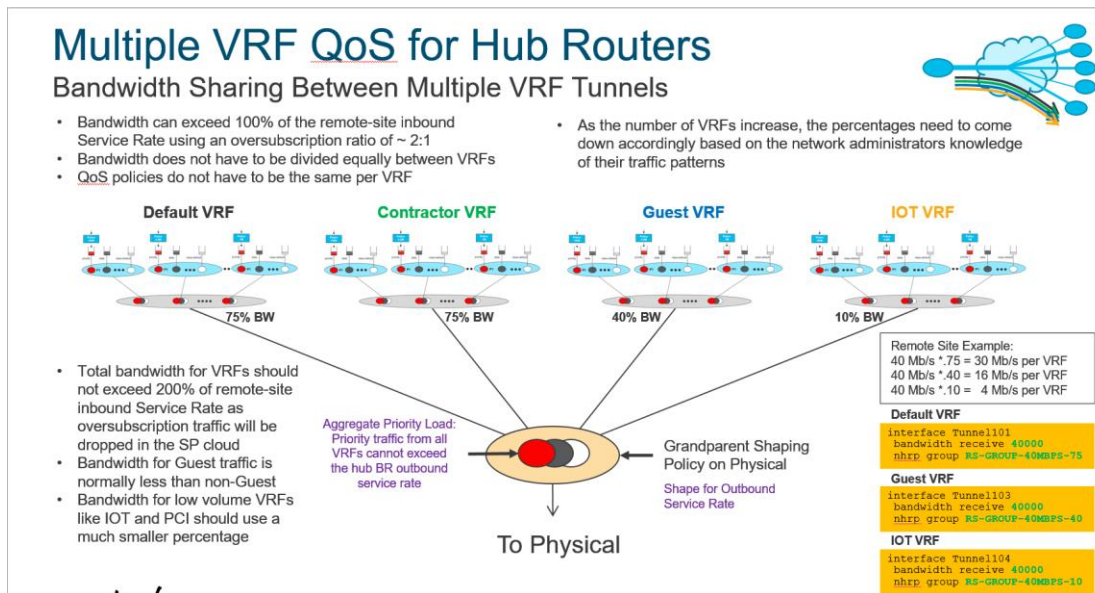 Multiple VRF QoS for Hub Routers
Bandwidth Sharing Between Multiple VRF Tunnels
• Bandwidth can exceed 100% of the remote-site inbound
Service Rate using an oversubscription ratio of ~ 2:1
• Bandwidth does not have to be divided equally between VRFs
• QoS policies do not have to be the same per VRF
• As the number of VRFs increase, the percentages need to come
down accordingly based on the network administrators knowledge
of their traffic patterns
Default VRF
Contractor VRF
Guest VRF
IOT VRF
75% BW
75% BW
40% BW
10% BW
• Total bandwidth for VRFs should
not exceed 200% of remote-site
inbound Service Rate as
oversubscription traffic will be
dropped in the SP cloud
• Bandwidth for Guest traffic is
normally less than non-Guest
• Bandwidth for low volume VRFs
like IOT and PCI should use a
much smaller percentage
Aggregate Priority Load:
Priority traffic from all
VRFs cannot exceed
the hub BR outbound
service rate
Grandparent Shaping
Policy on Physical
Shape for Outbound
Service Rate
To Physical
Remote Site Example:
40 Mb/s *.75 = 30 Mb/s per VRF
40 Mb/s *.40 = 16 Mb/s per VRF
40 Mb/s *.10 = 4 Mb/s per VRF
Default VRF
interface Tunnel101
bandwidth receive 40000
nhrp group RS-GROUP-40MBPS-75
Guest VRF
interface Tunnel103
bandwidth receive 40000
nhrp group RS-GROUP-40MBPS-40
IOT VRF
interface Tunnel104
bandwidth receive 40000
nhrp group RS-GROUP-40MBPS-10